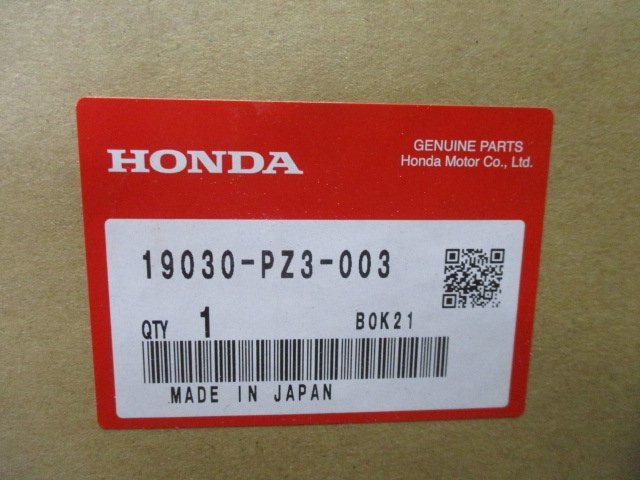 HONDA
GENUINE PARTS
Honda Motor Co., Ltd.
19030-PZ3-003
QTY 1 B0K21
MADE IN JAPAN